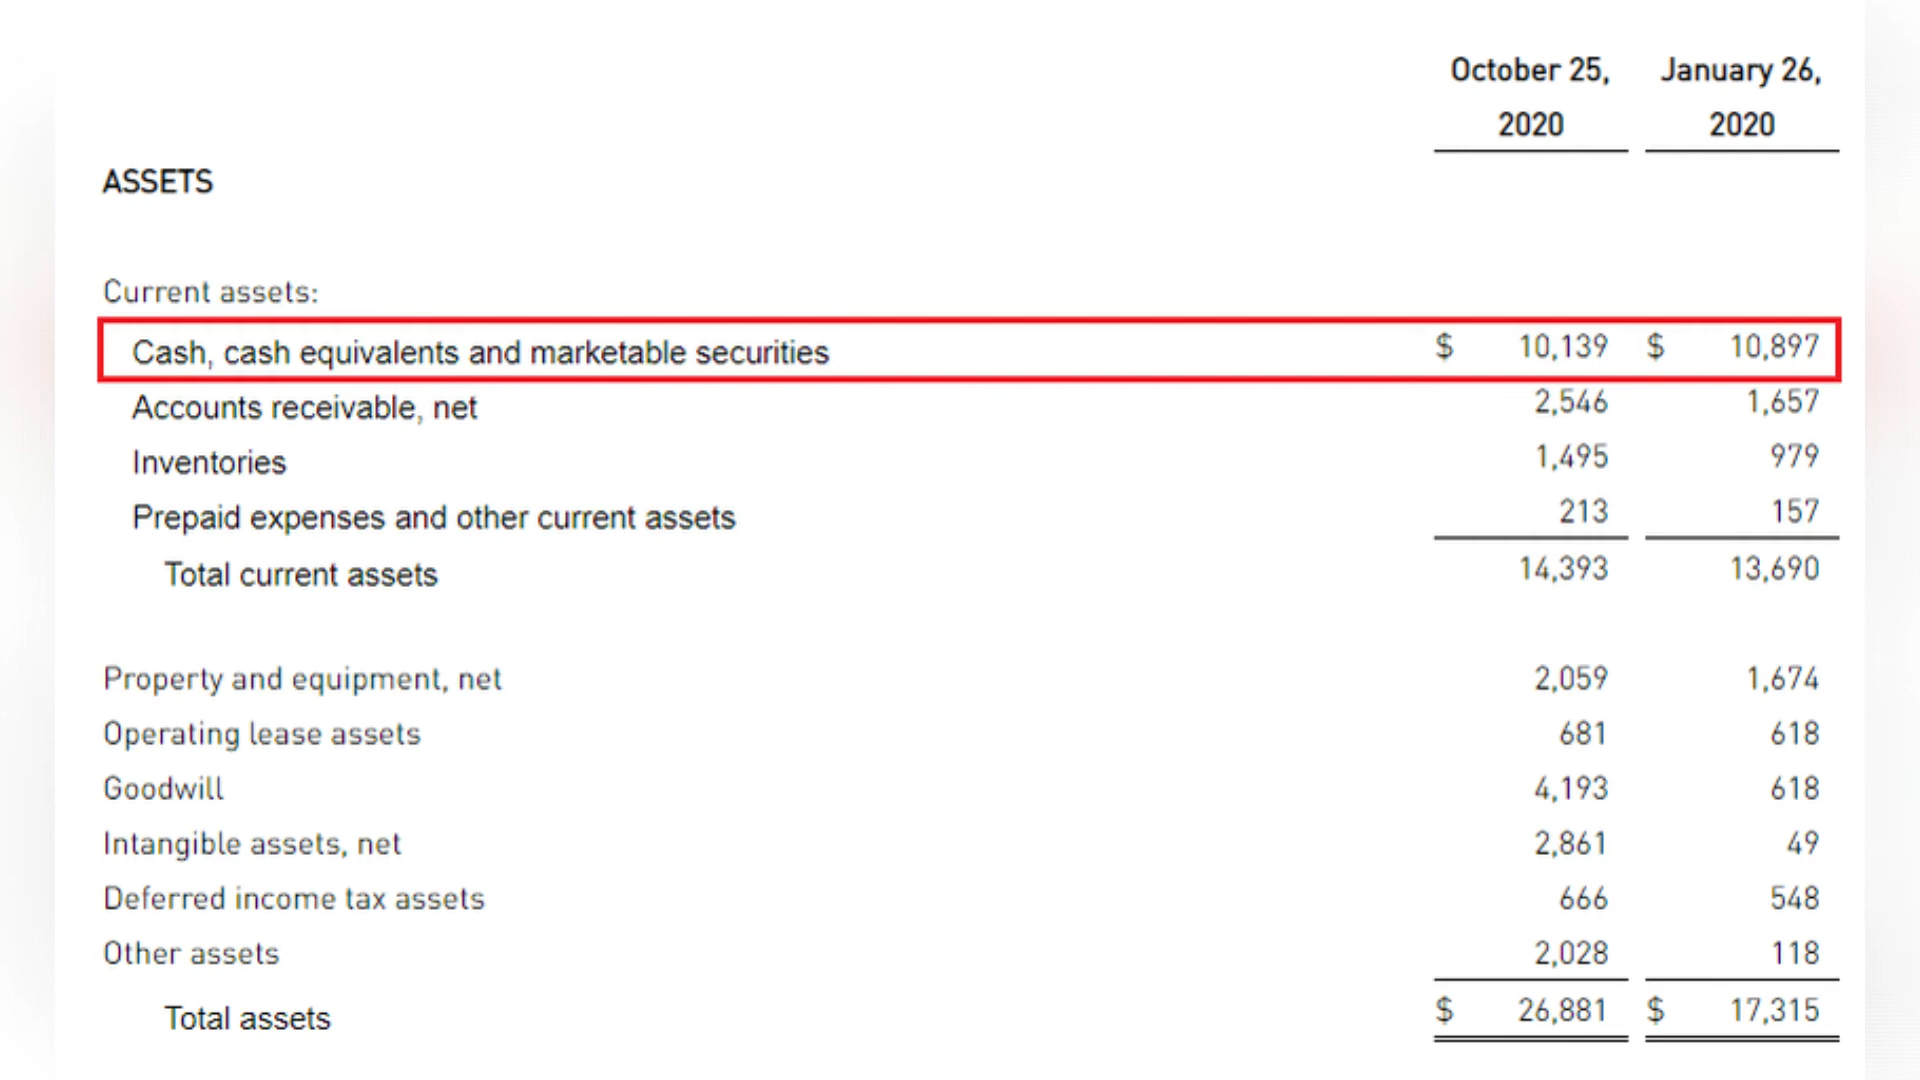 October 25, January 26,
2020 2020
ASSETS
Current assets:
Cash, cash equivalents and marketable securities $ 10,139 $ 10,897
Accounts receivable, net 2,546 1,657
Inventories 1,495 979
Prepaid expenses and other current assets 213 157
Total current assets 14,393 13,690
Property and equipment, net 2,059 1,674
Operating lease assets 681 618
Goodwill 4,193 618
Intangible assets, net 2,861 49
Deferred income tax assets 666 548
Other assets 2,028 118
Total assets $ 26,881 $ 17,315